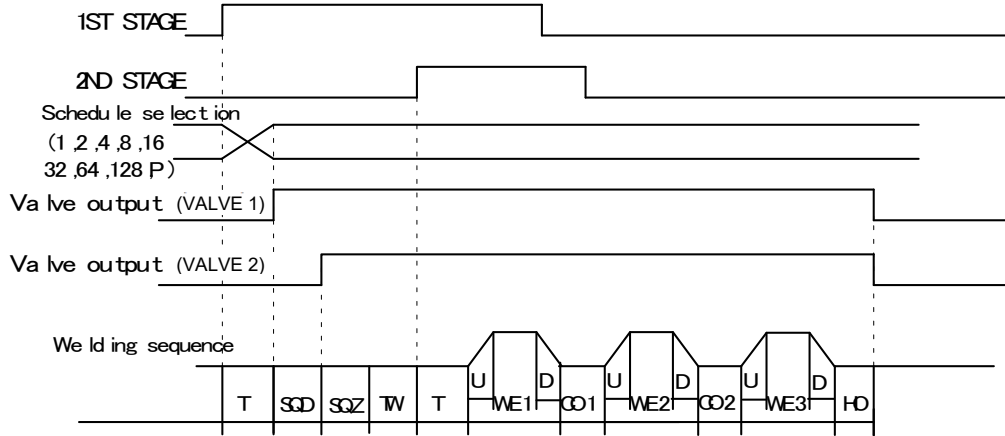 1ST STAGE
2ND STAGE
Schedule selection
(1,2,4,8,16
32,64,128 P)
Valve output (VALVE 1)
Valve output (VALVE 2)
Welding sequence
U D U D U D
T SQD SQZ TW T WE1 CO1 WE2 CO2 WE3 HO